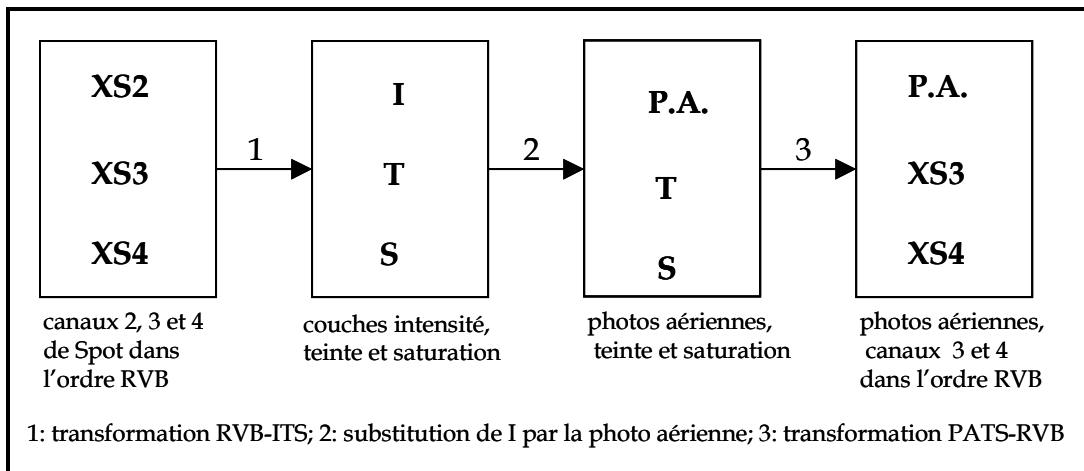 XS2
XS3
XS4
1
I
T
S
2
P.A.
T
S
3
P.A.
XS3
XS4
canaux 2, 3 et 4
de Spot dans
l'ordre RVB
couches intensité,
teinte et saturation
photos aériennes,
teinte et saturation
photos aériennes,
canaux 3 et 4
dans l'ordre RVB
1: transformation RVB-ITS; 2: substitution de I par la photo aérienne; 3: transformation PATS-RVB